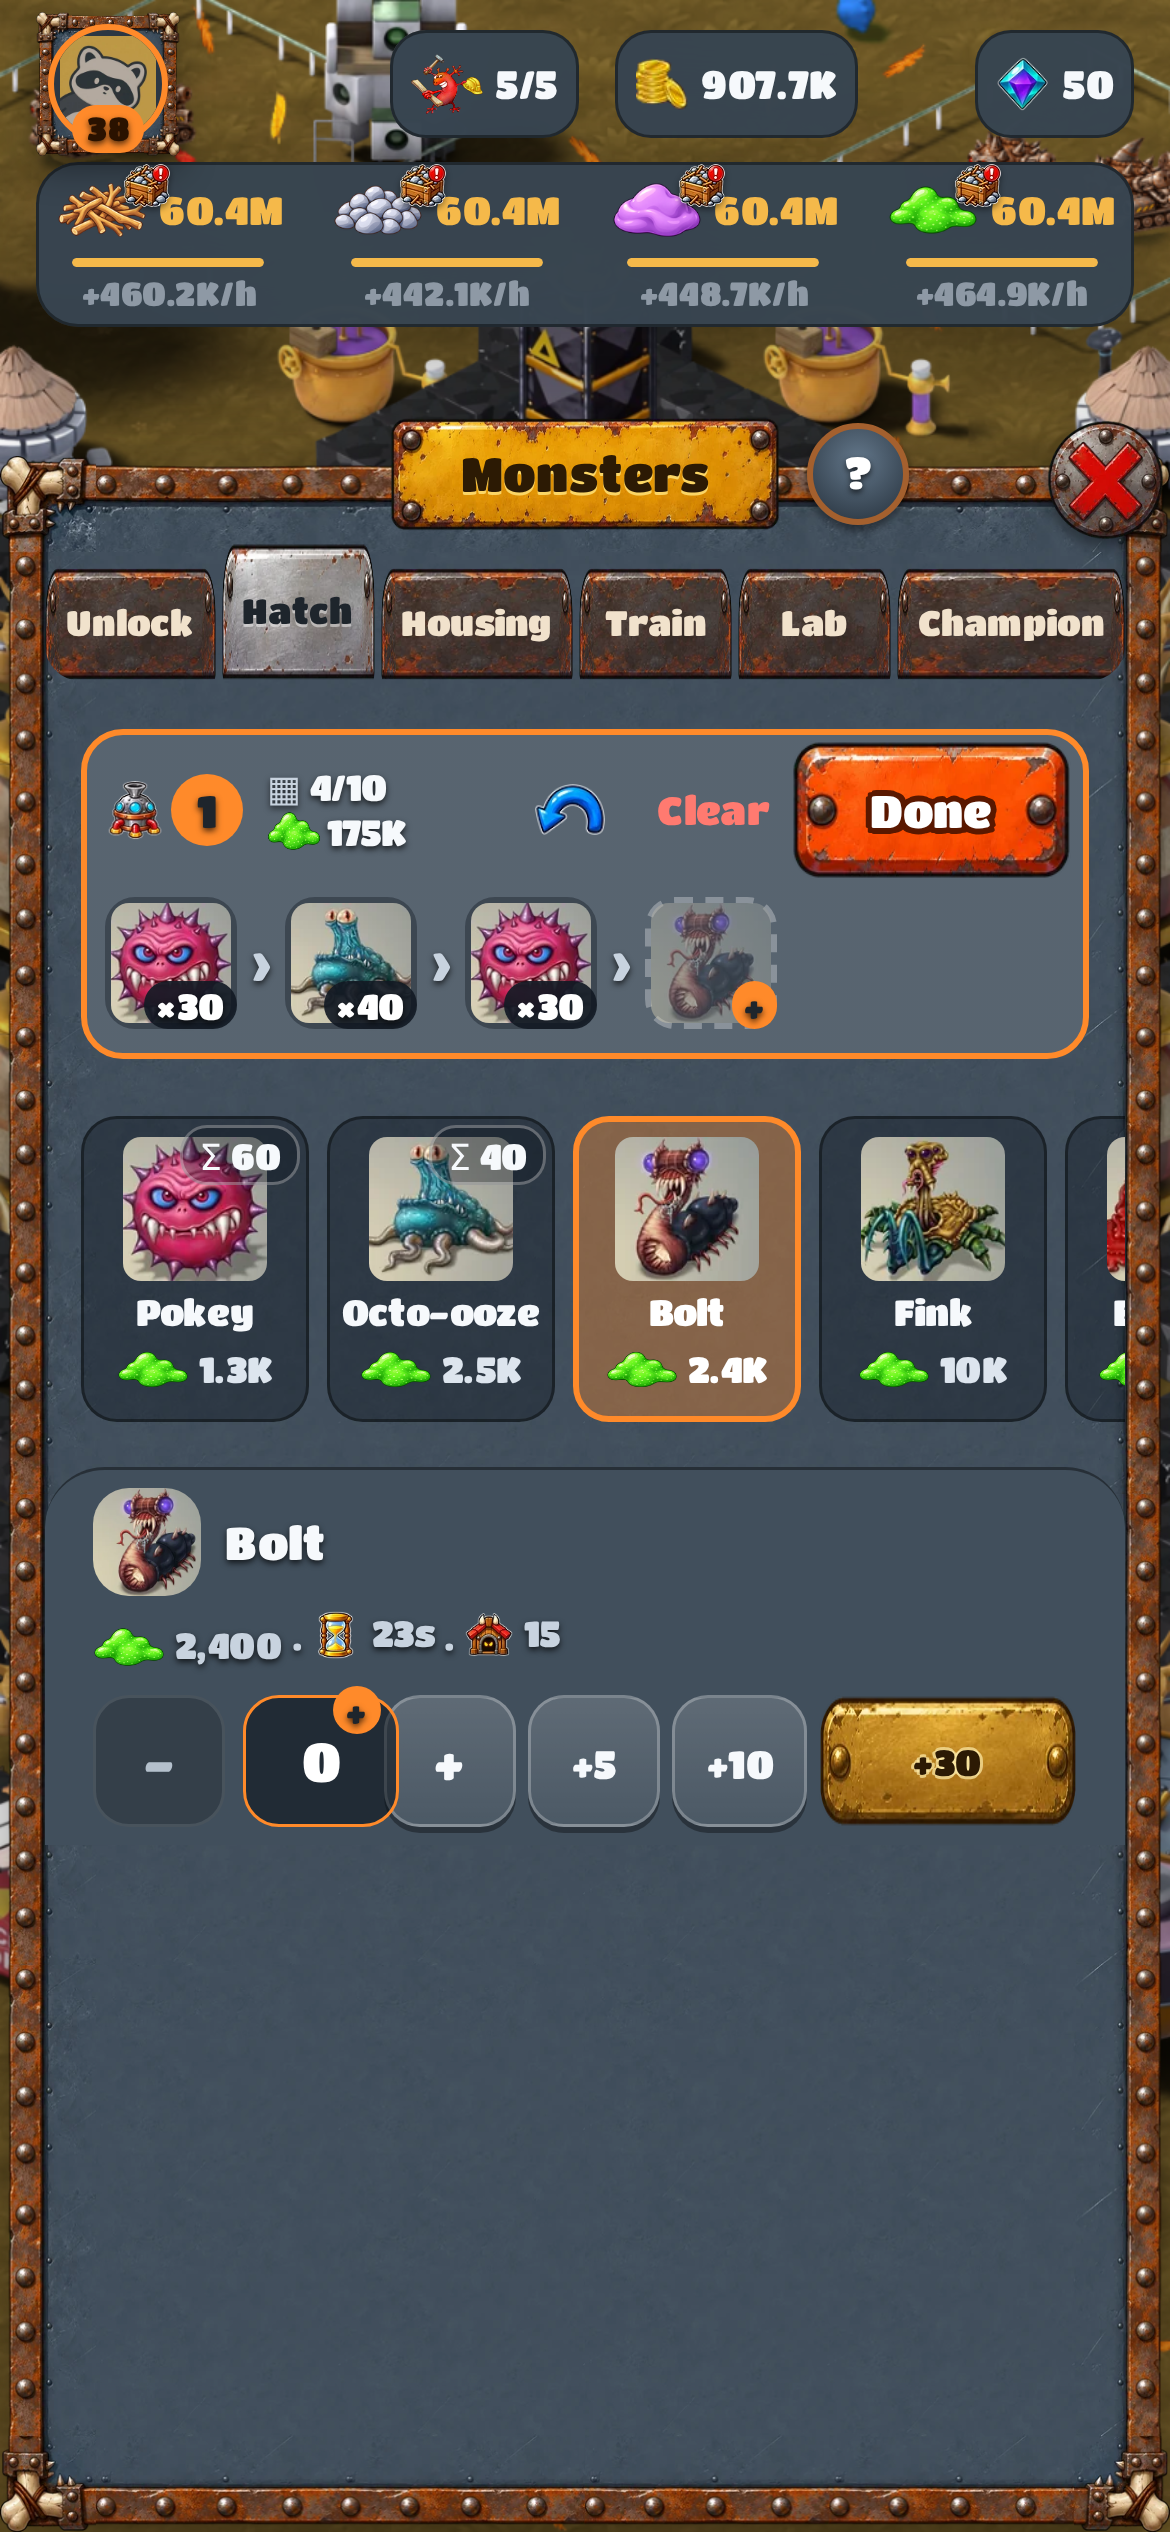 38
5/5
907.7K
50
60.4M 60.4M 60.4M 60.4M
+460.2K/h +442.1K/h +448.7K/h +464.9K/h
Monsters
?
Unlock Hatch Housing Train Lab Champion
1
4/10
175K
Clear
Done
×30 ×40 ×30 +
Σ 60 Σ 40
Pokey Octo-ooze Bolt Fink
1.3K 2.5K 2.4K 10K
Bolt
2,400 · 23s · 15
+
- 0 + +5 +10 +30